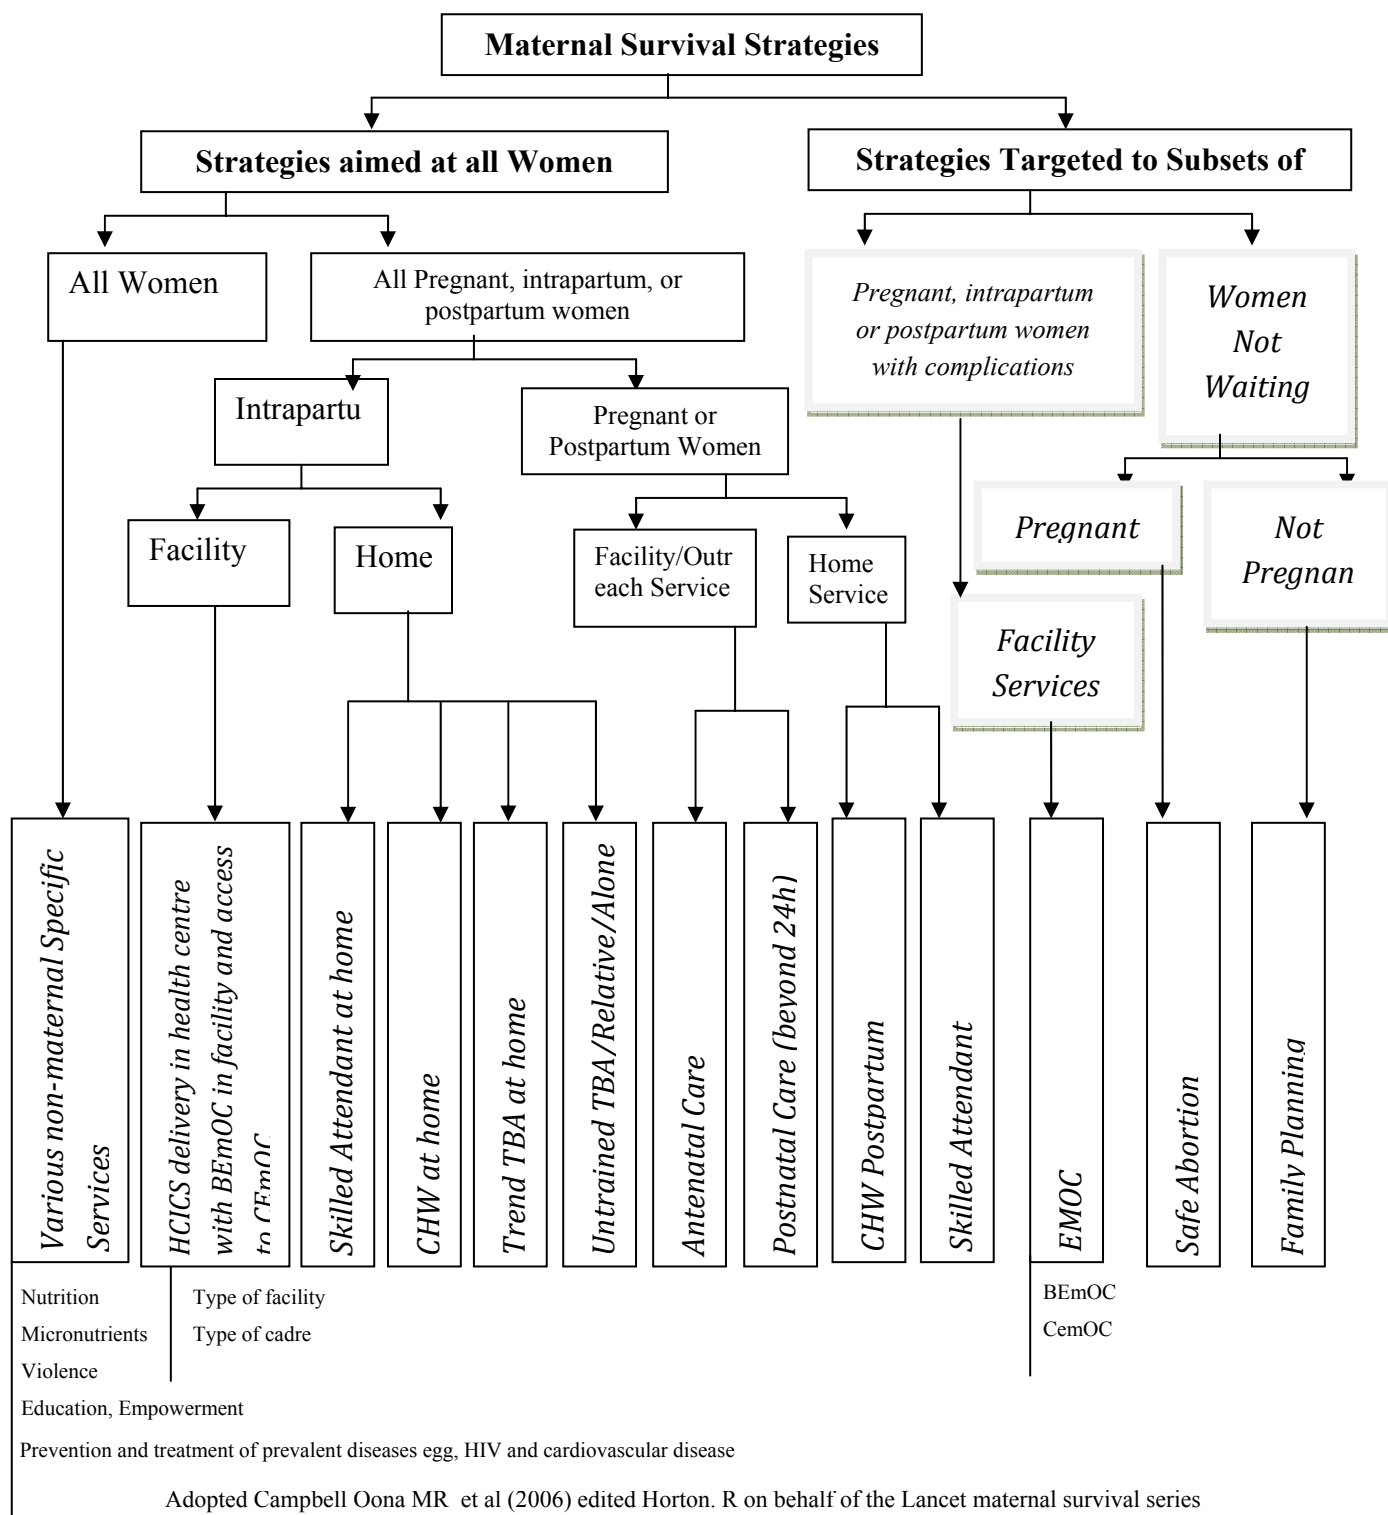 Maternal Survival Strategies
Strategies aimed at all Women
Strategies Targeted to Subsets of
All Women
All Pregnant, intrapartum, or
postpartum women
Pregnant, intrapartum
or postpartum women
with complications
Women
Not
Waiting
Intrapartu
Pregnant or
Postpartum Women
Pregnant
Not
Pregnan
Facility
Home
Facility/Outr
each Service
Home
Service
Facility
Services
Various non-maternal Specific
Services
HCICS delivery in health centre
with BEmOC in facility and access
to CEmOC
Skilled Attendant at home
CHW at home
Trend TBA at home
Untrained TBA/Relative/Alone
Antenatal Care
Postnatal Care (beyond 24h)
CHW Postpartum
Skilled Attendant
EMOC
Safe Abortion
Family Planning
Nutrition
Micronutrients
Violence
Education, Empowerment
Prevention and treatment of prevalent diseases egg, HIV and cardiovascular disease
Type of facility
Type of cadre
BEmOC
CemOC
Adopted Campbell Oona MR et al (2006) edited Horton. R on behalf of the Lancet maternal survival series